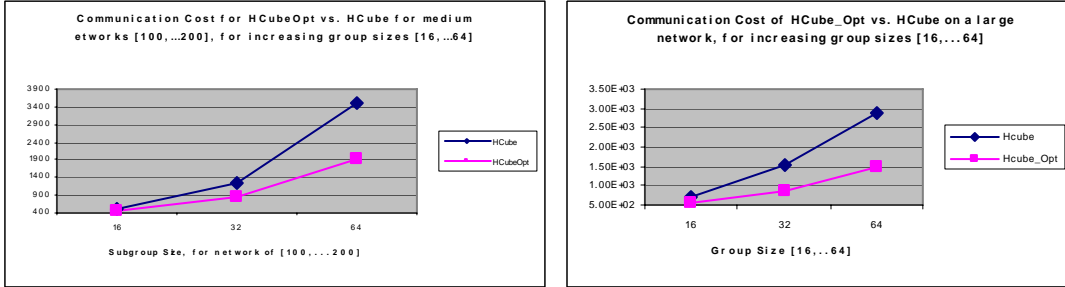 Communication Cost for HCubeOpt vs. HCube for medium
etworks [100,...200], for increasing group sizes [16,...64]
3900
3400
2900
2400
1900
1400
900
400
16
32
64
HCube
HCubeOpt
Subgroup Size, for network of [100,...200]
Communication Cost of HCube_Opt vs. HCube on a large
network, for increasing group sizes [16,...64]
3.50E+03
3.00E+03
2.50E+03
2.00E+03
1.50E+03
1.00E+03
5.00E+02
16
32
64
Hcube
Hcube_Opt
Group Size [16,..64]